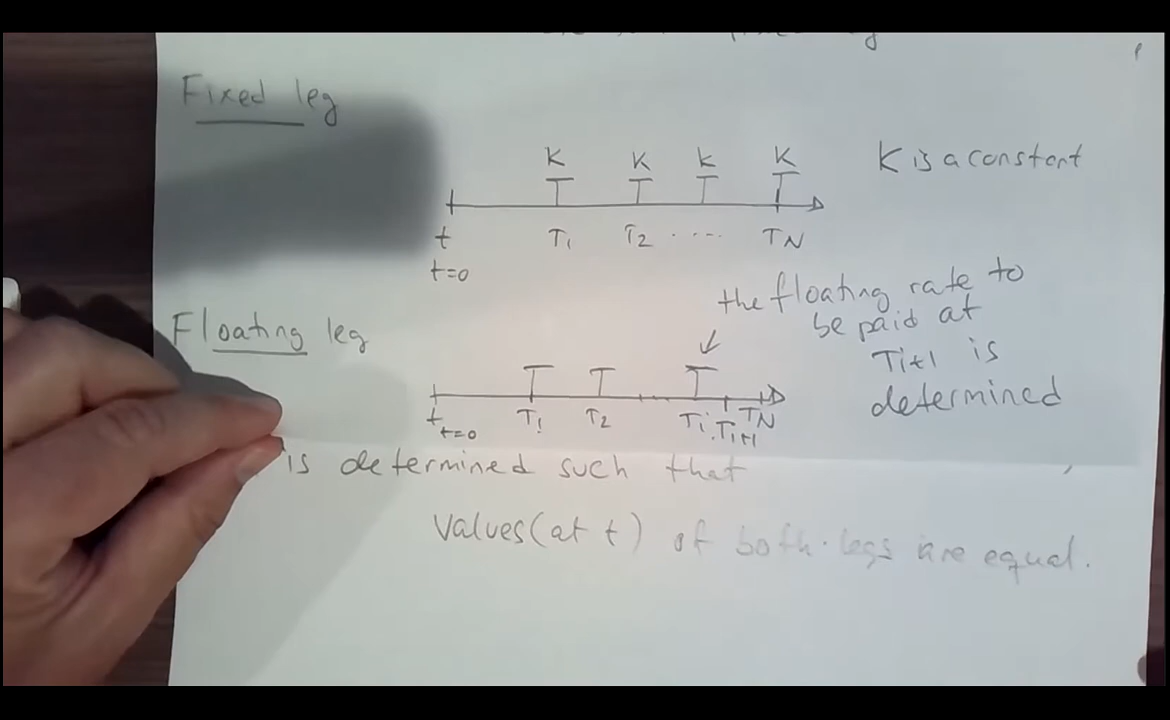 Fixed leg
K K K K K is a constant
t T1 T2 ..... TN
t=0
the floating rate to
be paid at
Floating leg
Ti+1 is
determined
t t=0 T1 T2 .... Ti Ti+1 TN
is determined such that
Values (at t) of both legs are equal.